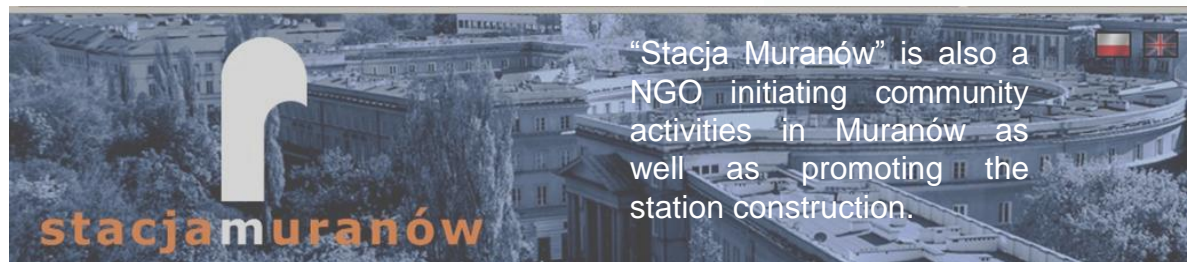 “Stacja Muranów” is also a
NGO initiating community
activities in Muranów as
well as promoting the
station construction.
stacjamuranów